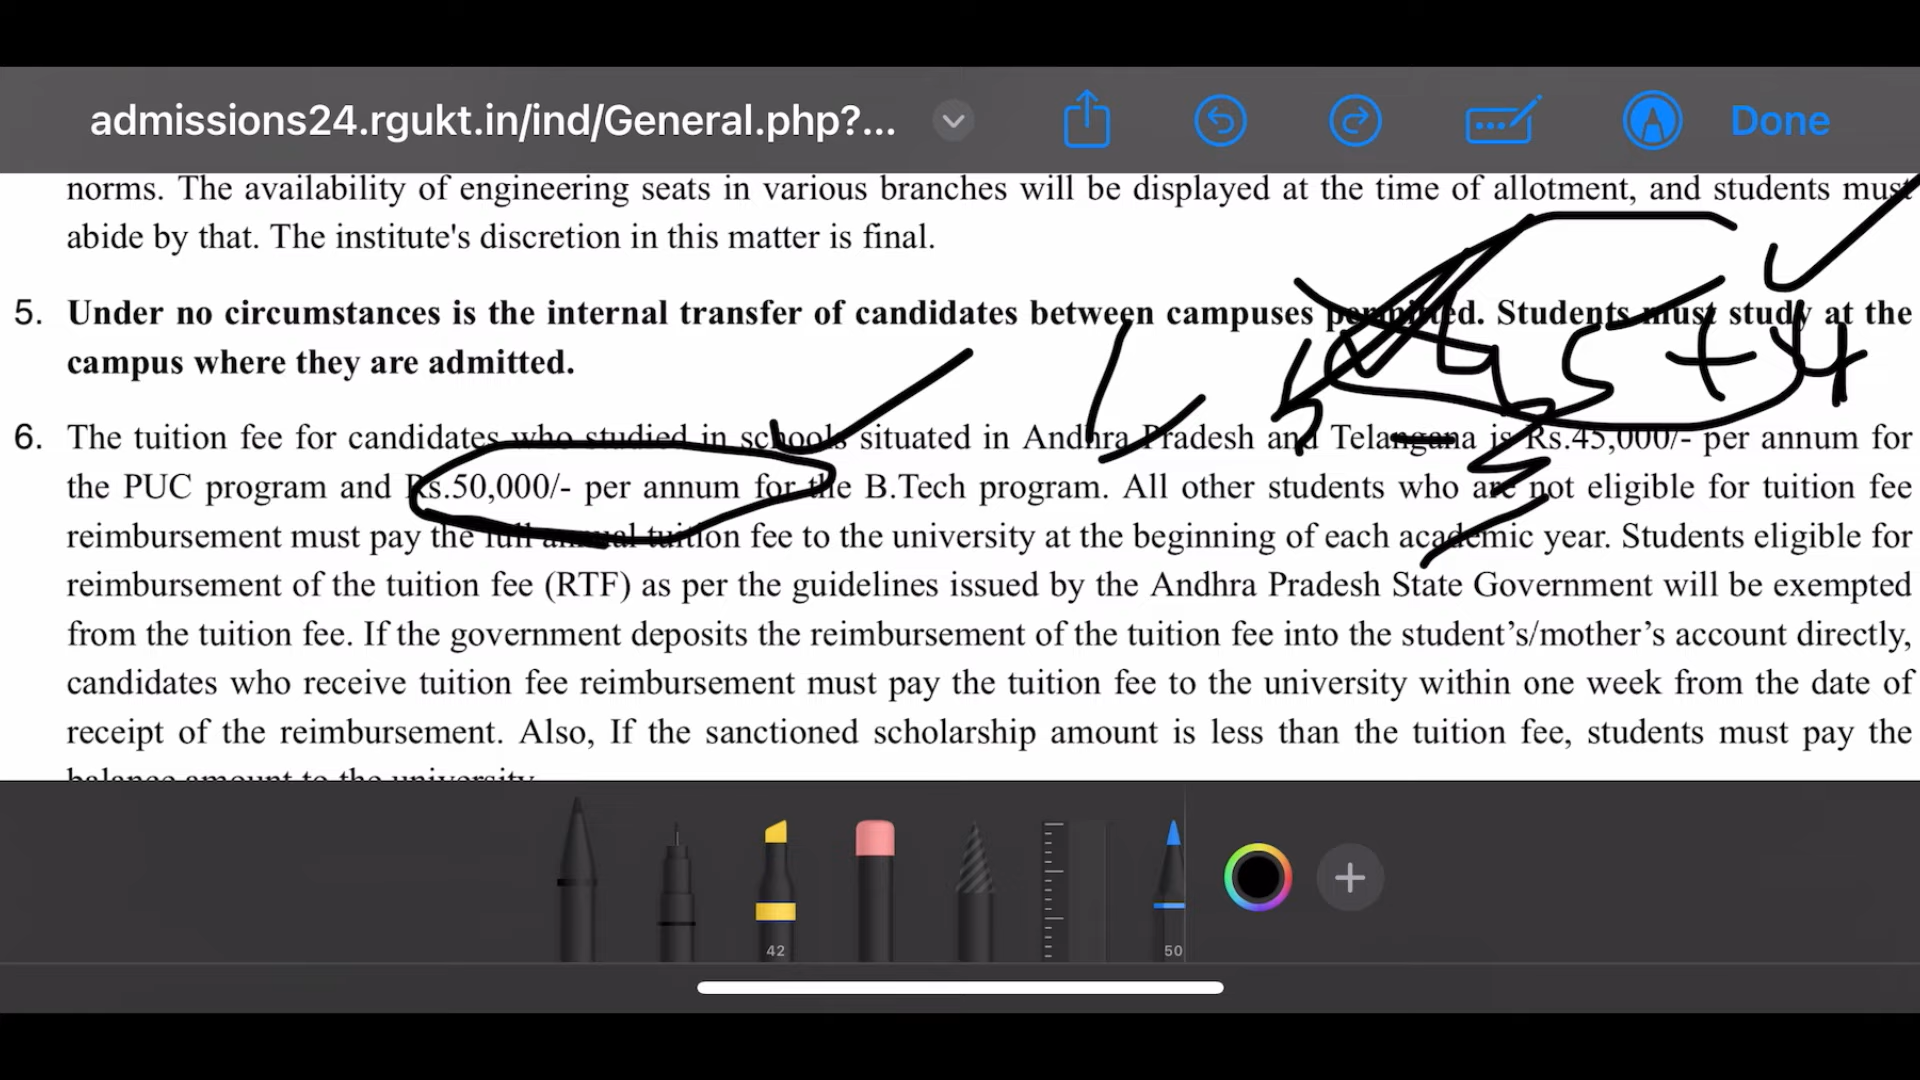 admissions24.rgukt.in/ind/General.php?... Done
norms. The availability of engineering seats in various branches will be displayed at the time of allotment, and students must
abide by that. The institute's discretion in this matter is final.
5. Under no circumstances is the internal transfer of candidates between campuses permitted. Students must study at the
campus where they are admitted.
6. The tuition fee for candidates who studied in schools situated in Andhra Pradesh and Telangana is Rs.45,000/- per annum for
the PUC program and Rs.50,000/- per annum for the B.Tech program. All other students who are not eligible for tuition fee
reimbursement must pay the full annual tuition fee to the university at the beginning of each academic year. Students eligible for
reimbursement of the tuition fee (RTF) as per the guidelines issued by the Andhra Pradesh State Government will be exempted
from the tuition fee. If the government deposits the reimbursement of the tuition fee into the student’s/mother’s account directly,
candidates who receive tuition fee reimbursement must pay the tuition fee to the university within one week from the date of
receipt of the reimbursement. Also, If the sanctioned scholarship amount is less than the tuition fee, students must pay the
balance amount to the university.
42 50